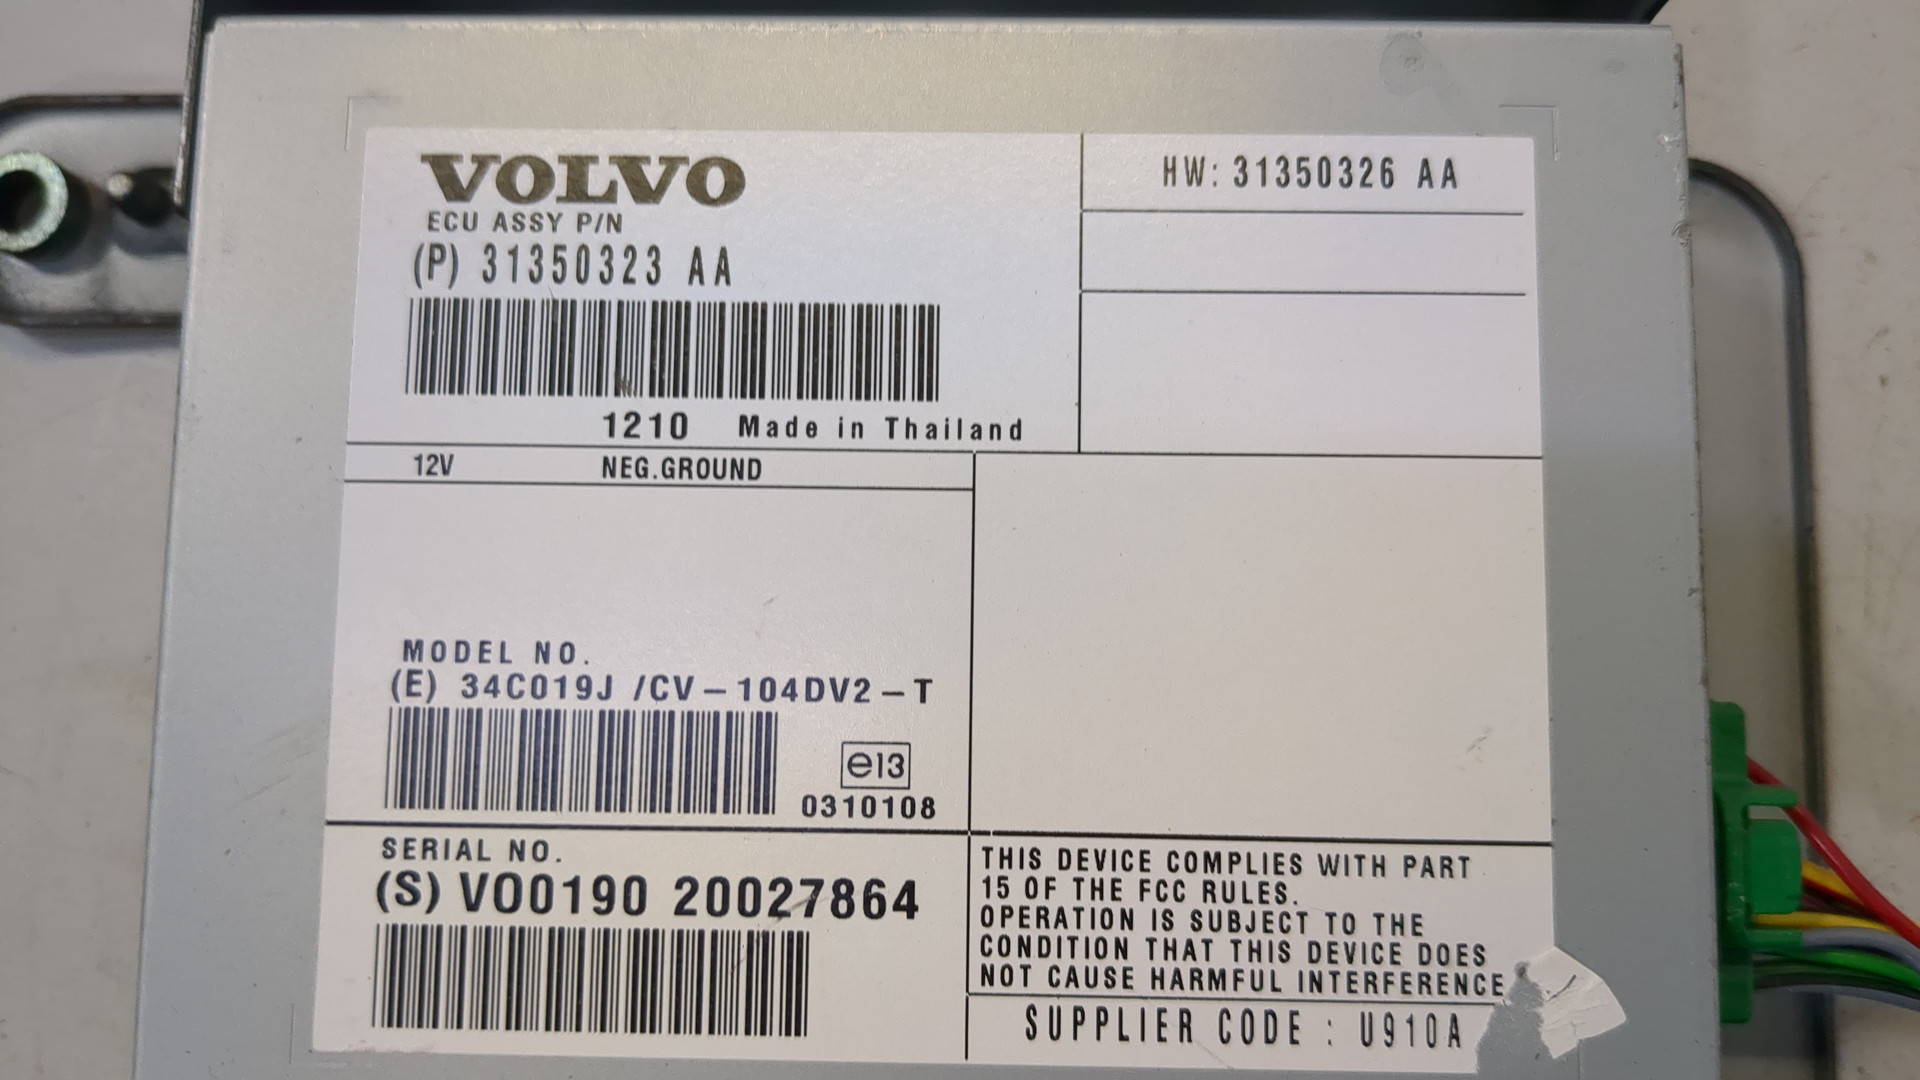 VOLVO
ECU ASSY P/N
(P) 31350323 AA
1210 Made in Thailand
HW: 31350326 AA
12V NEG.GROUND
MODEL NO.
(E) 34C019J /CV-104DV2-T
e13
0310108
SERIAL NO.
(S) VO0190 20027864
THIS DEVICE COMPLIES WITH PART
15 OF THE FCC RULES.
OPERATION IS SUBJECT TO THE
CONDITION THAT THIS DEVICE DOES
NOT CAUSE HARMFUL INTERFERENCE
SUPPLIER CODE : U910A